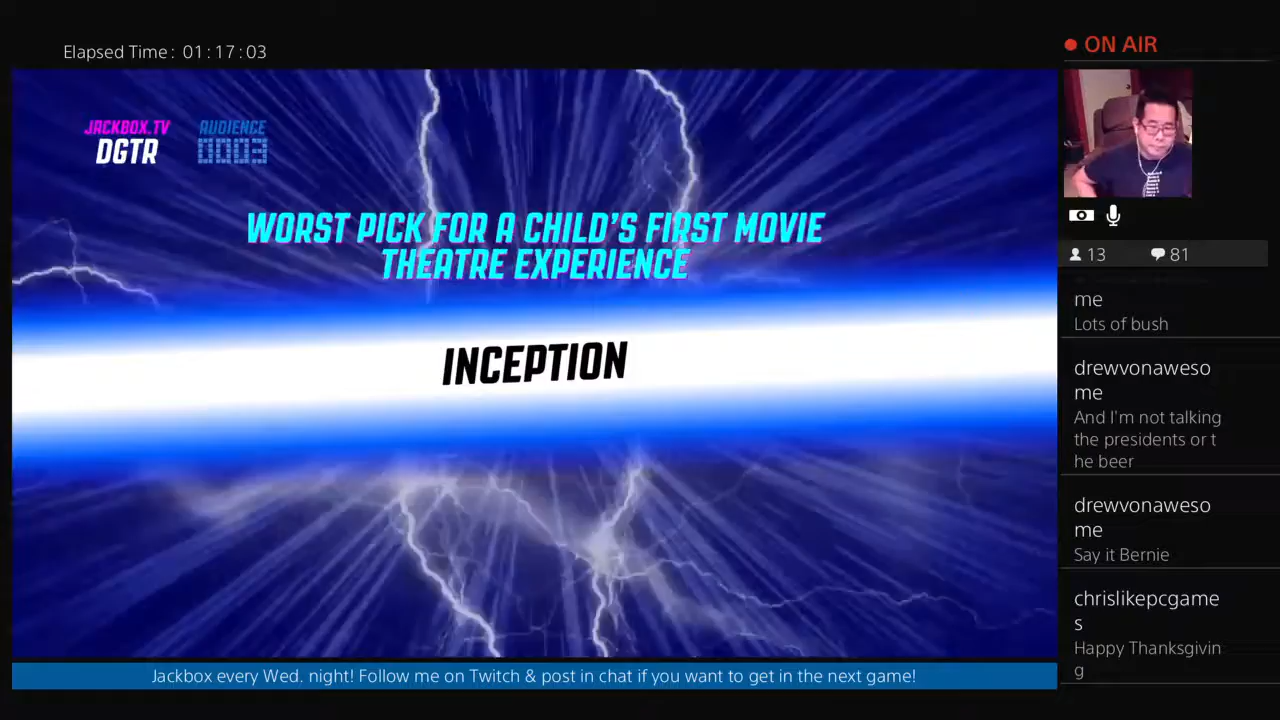 Elapsed Time: 01:17:03
ON AIR
JACKBOX.TV
DGTR
AUDIENCE
0003
WORST PICK FOR A CHILD'S FIRST MOVIE
THEATRE EXPERIENCE
INCEPTION
13
81
me
Lots of bush
drewvonaweso
me
And I'm not talking
the presidents or t
he beer
drewvonaweso
me
Say it Bernie
chrislikepcgame
s
Happy Thanksgivin
g
Jackbox every Wed. night! Follow me on Twitch & post in chat if you want to get in the next game!